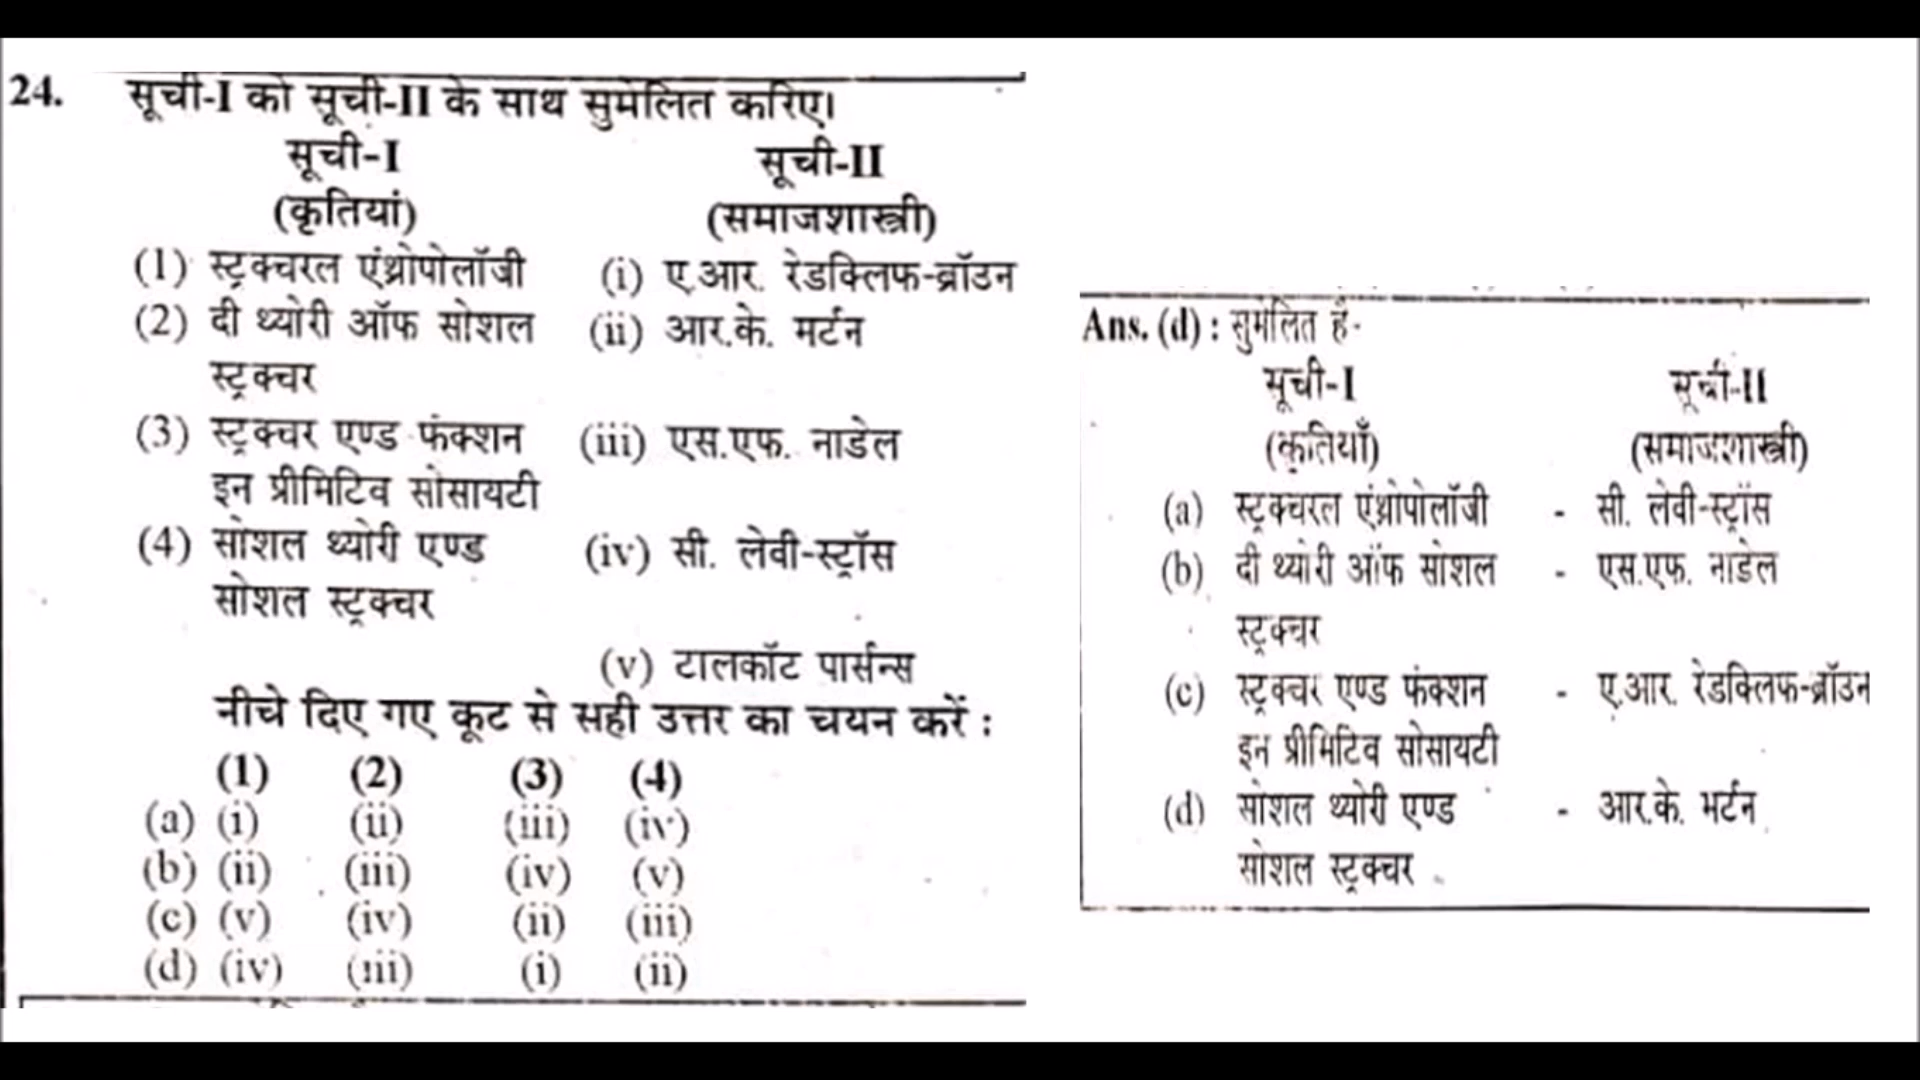 24. सूची-I को सूची-II के साथ सुमेलित करिए।
सूची-I सूची-II
(कृतियां) (समाजशास्त्री)
(1) स्ट्रक्चरल एंथ्रोपोलॉजी (i) ए.आर. रेडक्लिफ-ब्रॉउन
(2) दी थ्योरी ऑफ सोशल (ii) आर.के. मर्टन
स्ट्रक्चर
(3) स्ट्रक्चर एण्ड फंक्शन (iii) एस.एफ. नाडेल
इन प्रीमिटिव सोसायटी
(4) सोशल थ्योरी एण्ड (iv) सी. लेवी-स्ट्रॉस
सोशल स्ट्रक्चर
(v) टालकॉट पार्सन्स
नीचे दिए गए कूट से सही उत्तर का चयन करें :
(1) (2) (3) (4)
(a) (i) (ii) (iii) (iv)
(b) (ii) (iii) (iv) (v)
(c) (v) (iv) (ii) (iii)
(d) (iv) (iii) (i) (ii)
Ans. (d) : सुमेलित है-
सूची-I सूची-II
(कृतियाँ) (समाजशास्त्री)
(a) स्ट्रक्चरल एंथ्रोपोलॉजी - सी. लेवी-स्ट्रॉस
(b) दी थ्योरी ऑफ सोशल - एस.एफ. नाडेल
स्ट्रक्चर
(c) स्ट्रक्चर एण्ड फंक्शन - ए.आर. रेडक्लिफ-ब्रॉउन
इन प्रीमिटिव सोसायटी
(d) सोशल थ्योरी एण्ड - आर.के. मर्टन
सोशल स्ट्रक्चर